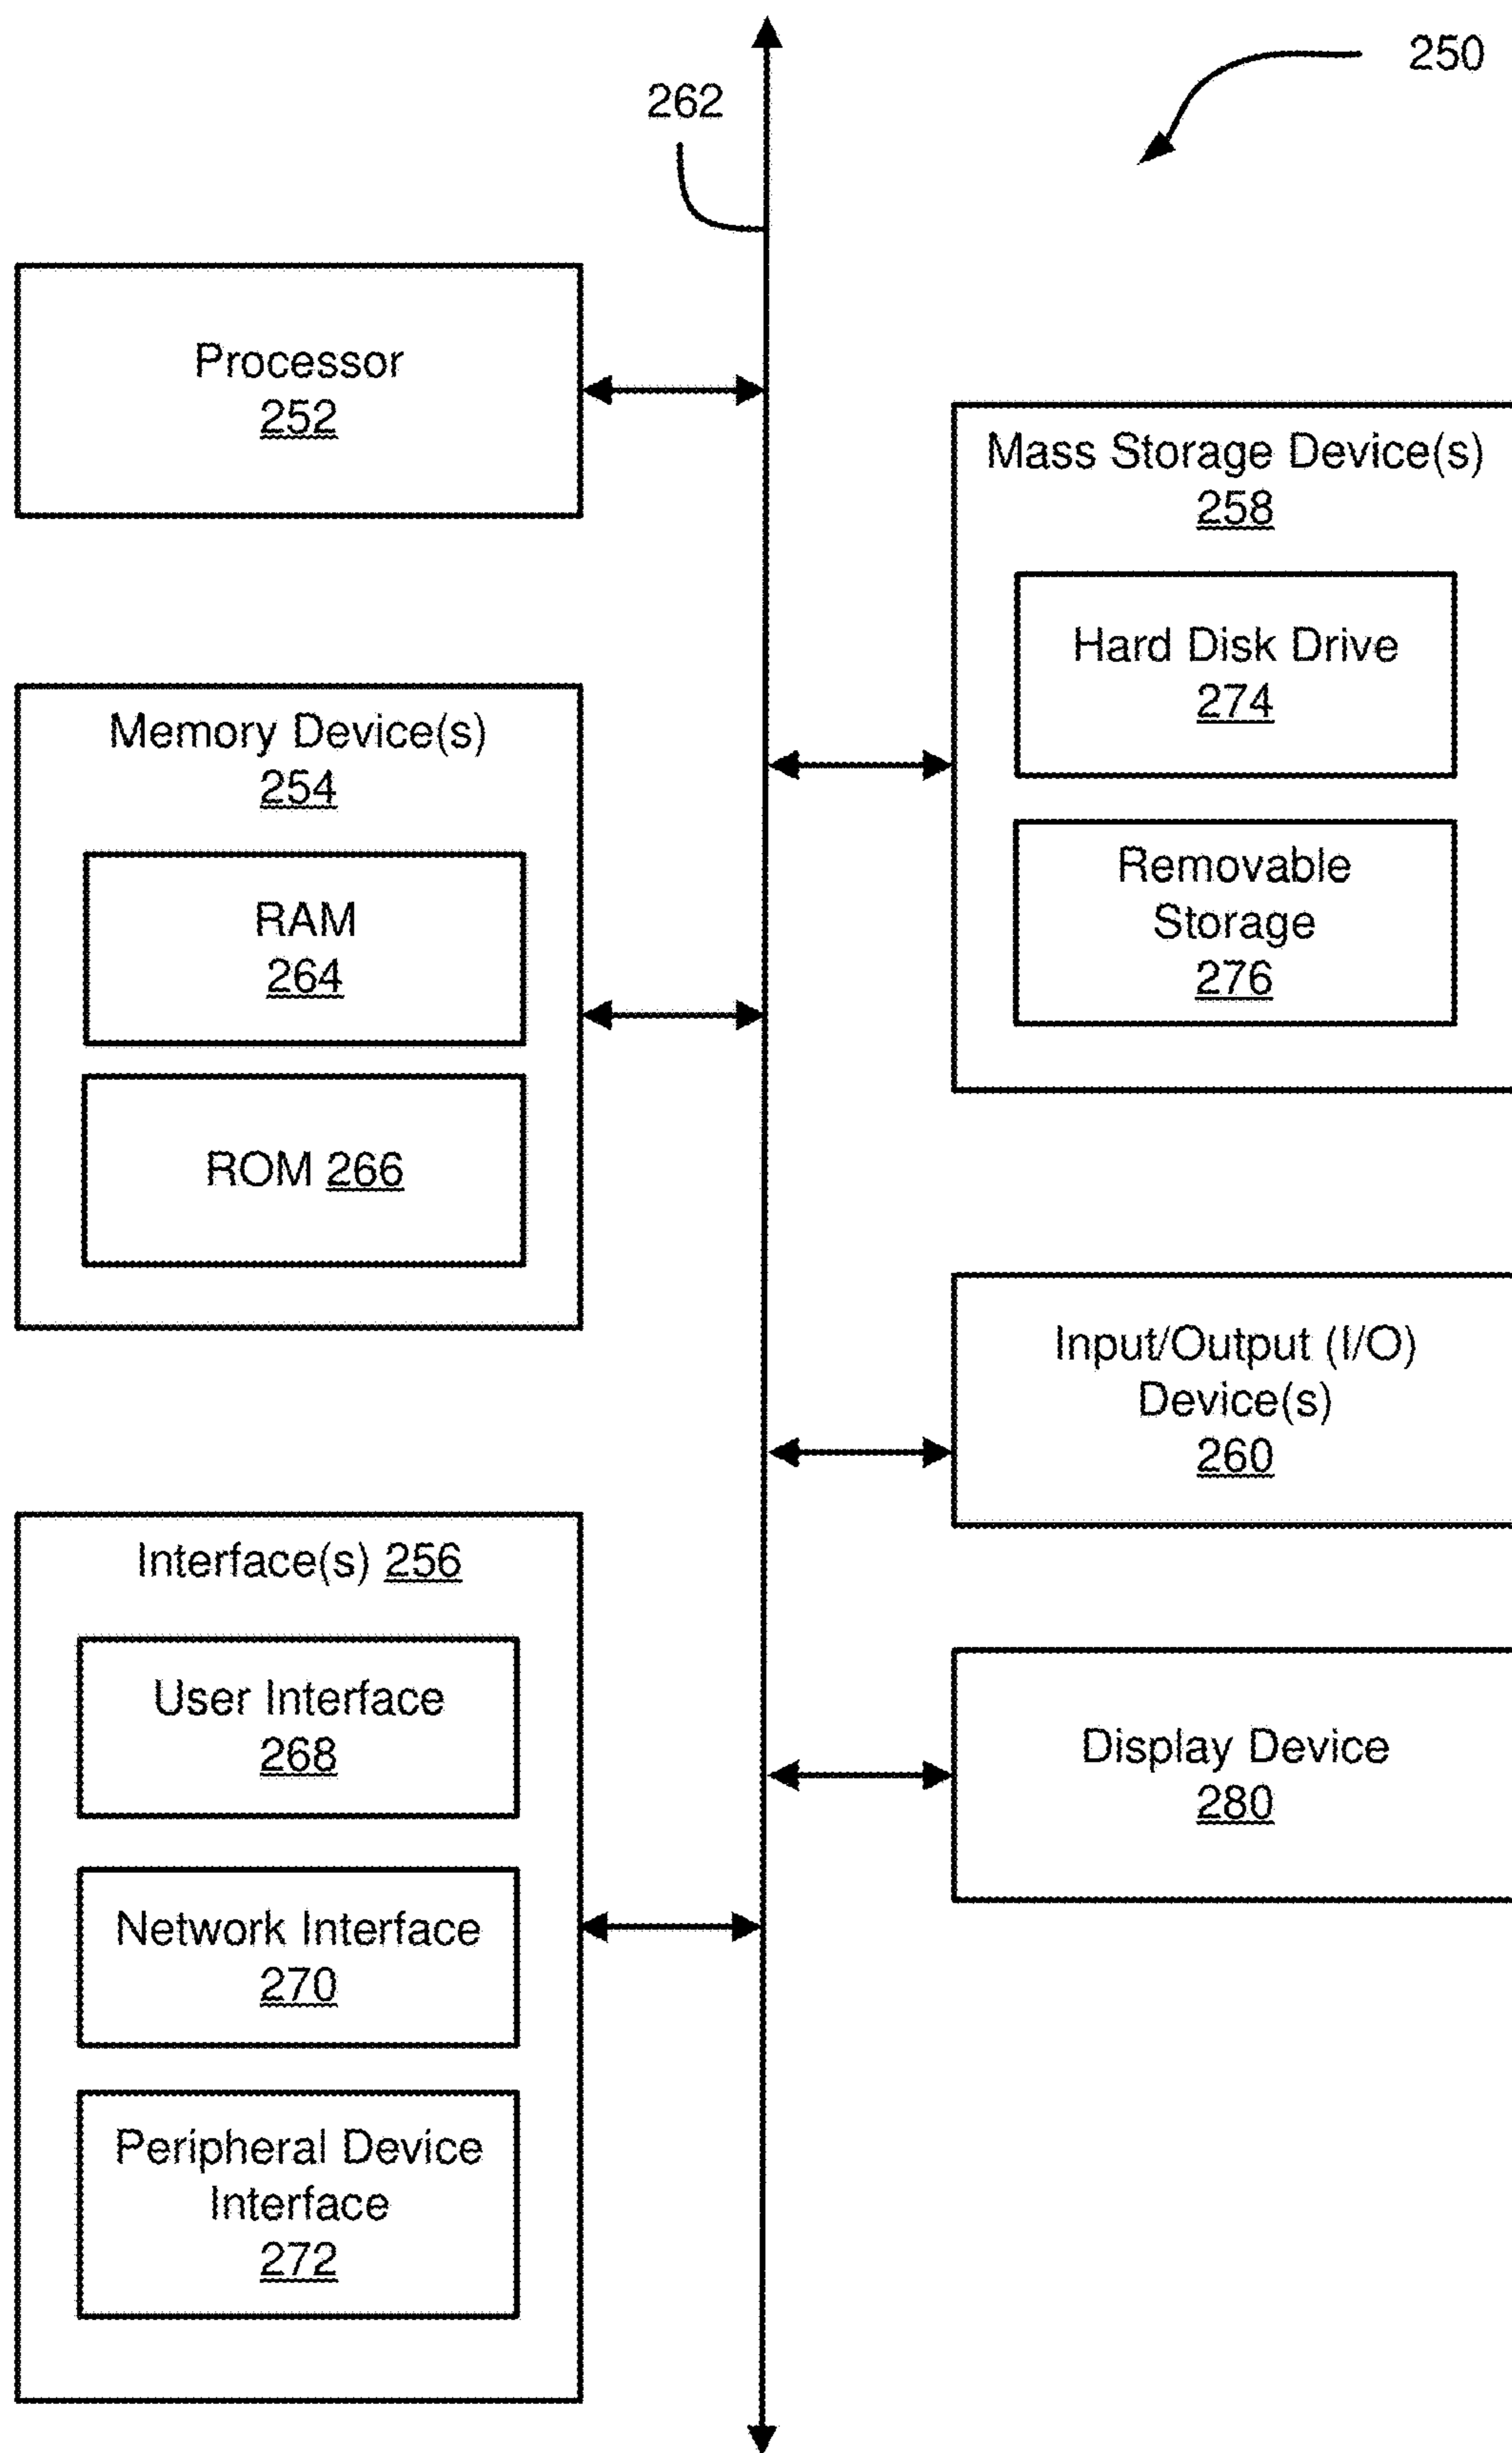 250
262
Processor
252
Mass Storage Device(s)
258
Hard Disk Drive
274
Removable
Storage
276
Memory Device(s)
254
RAM
264
ROM 266
Input/Output (I/O)
Device(s)
260
Interface(s) 256
User Interface
268
Network Interface
270
Peripheral Device
Interface
272
Display Device
280